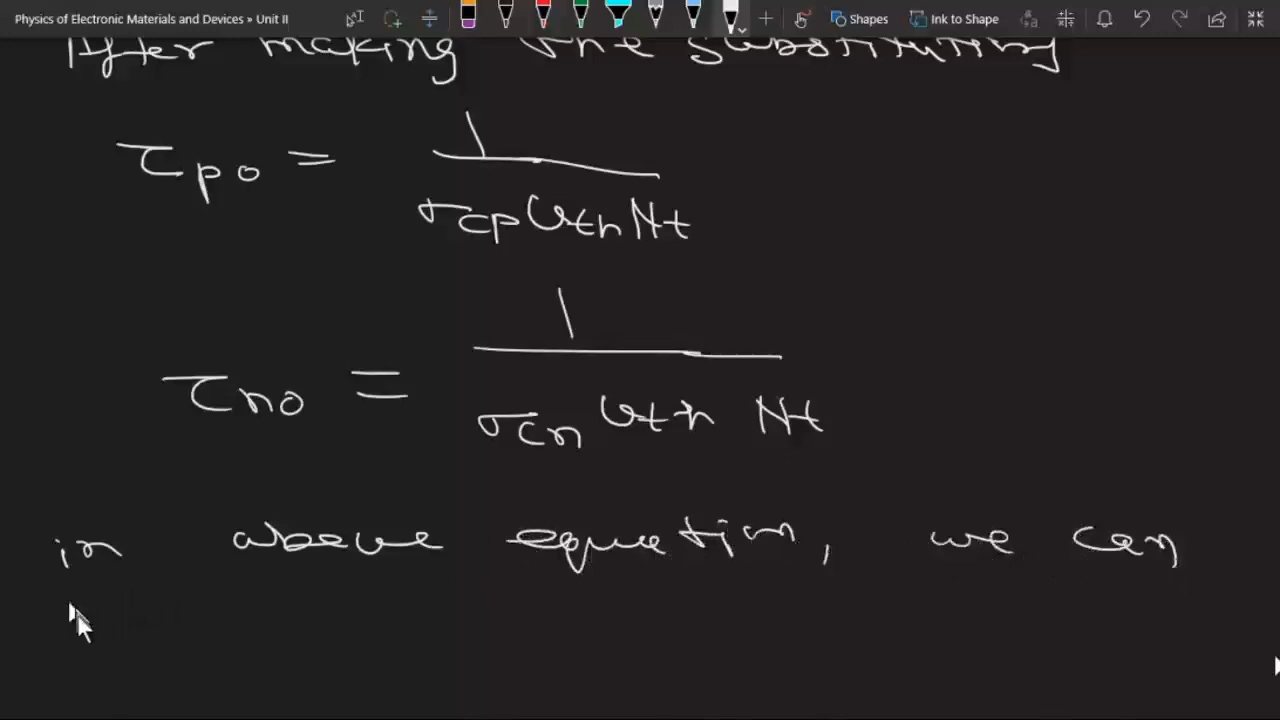 Physics of Electronic Materials and Devices » Unit II Shapes Ink to Shape
After making the substituting
τpo = 1 / σcp υth Nt
τno = 1 / σcn υth Nt
in above equation, we can